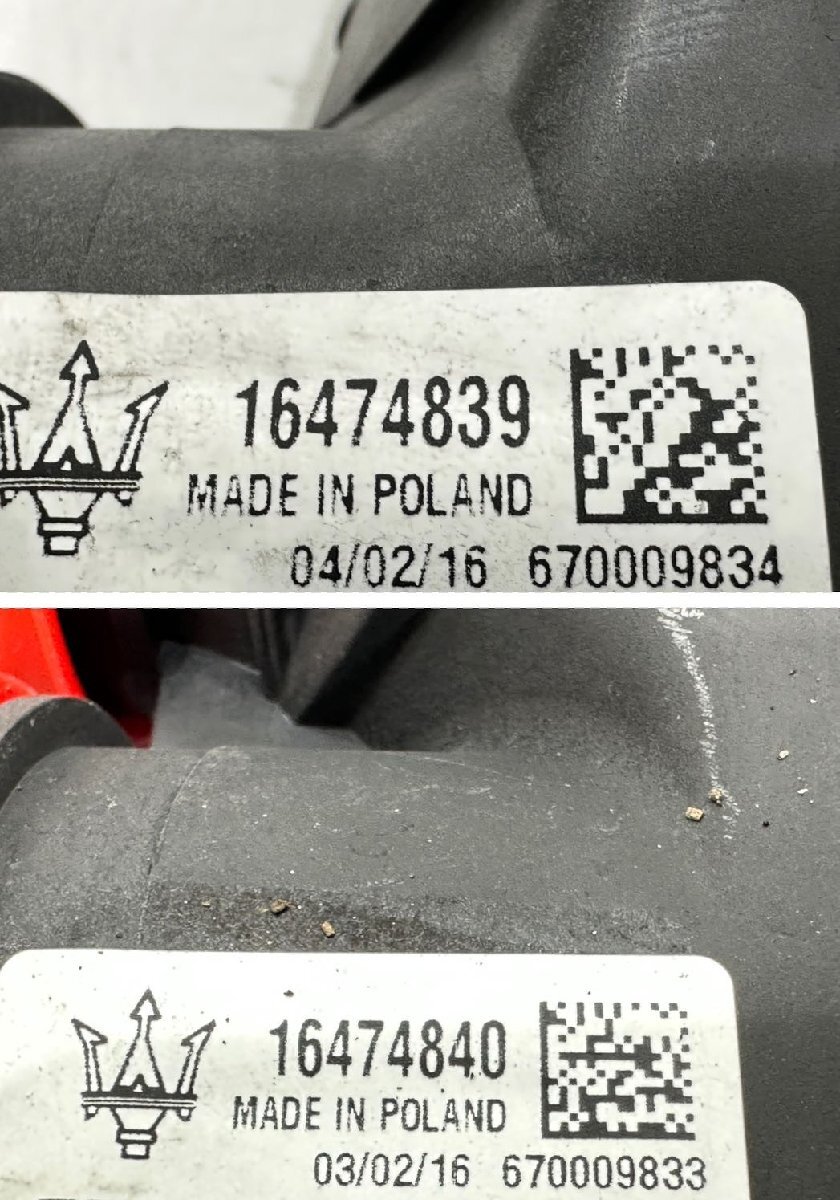 16474839
MADE IN POLAND
04/02/16 670009834
16474840
MADE IN POLAND
03/02/16 670009833